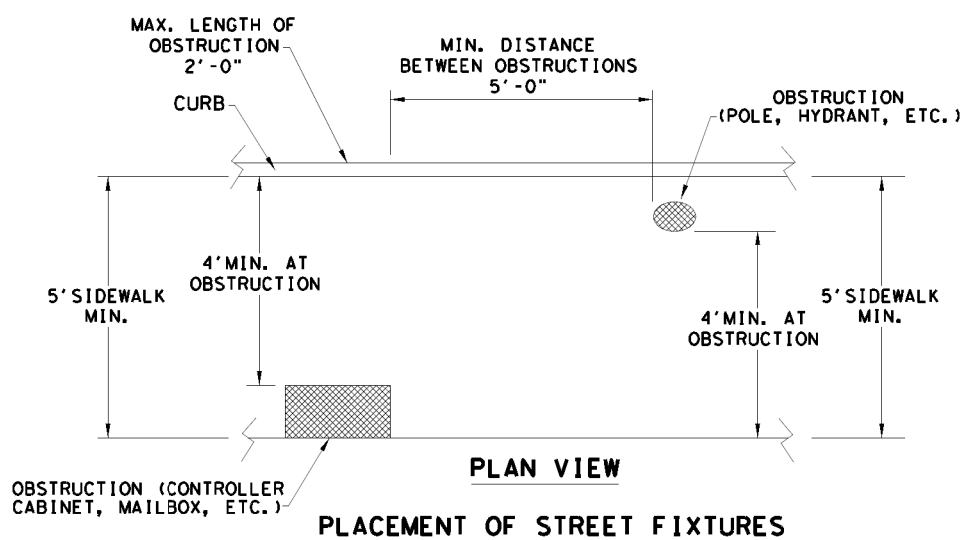 MAX. LENGTH OF
OBSTRUCTION
2'-0"
CURB
MIN. DISTANCE
BETWEEN OBSTRUCTIONS
5'-0"
OBSTRUCTION
(POLE, HYDRANT, ETC.)
5' SIDEWALK
MIN.
4' MIN. AT
OBSTRUCTION
4' MIN. AT
OBSTRUCTION
5' SIDEWALK
MIN.
OBSTRUCTION (CONTROLLER
CABINET, MAILBOX, ETC.)
PLAN VIEW
PLACEMENT OF STREET FIXTURES